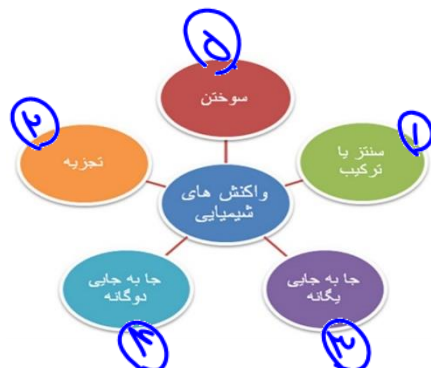 ۵
سوختن
۱
سنتز یا
ترکیب
۲
تجزیه
واکنش های
شیمیایی
جا به جایی
یگانه
۳
جا به جایی
دوگانه
۴